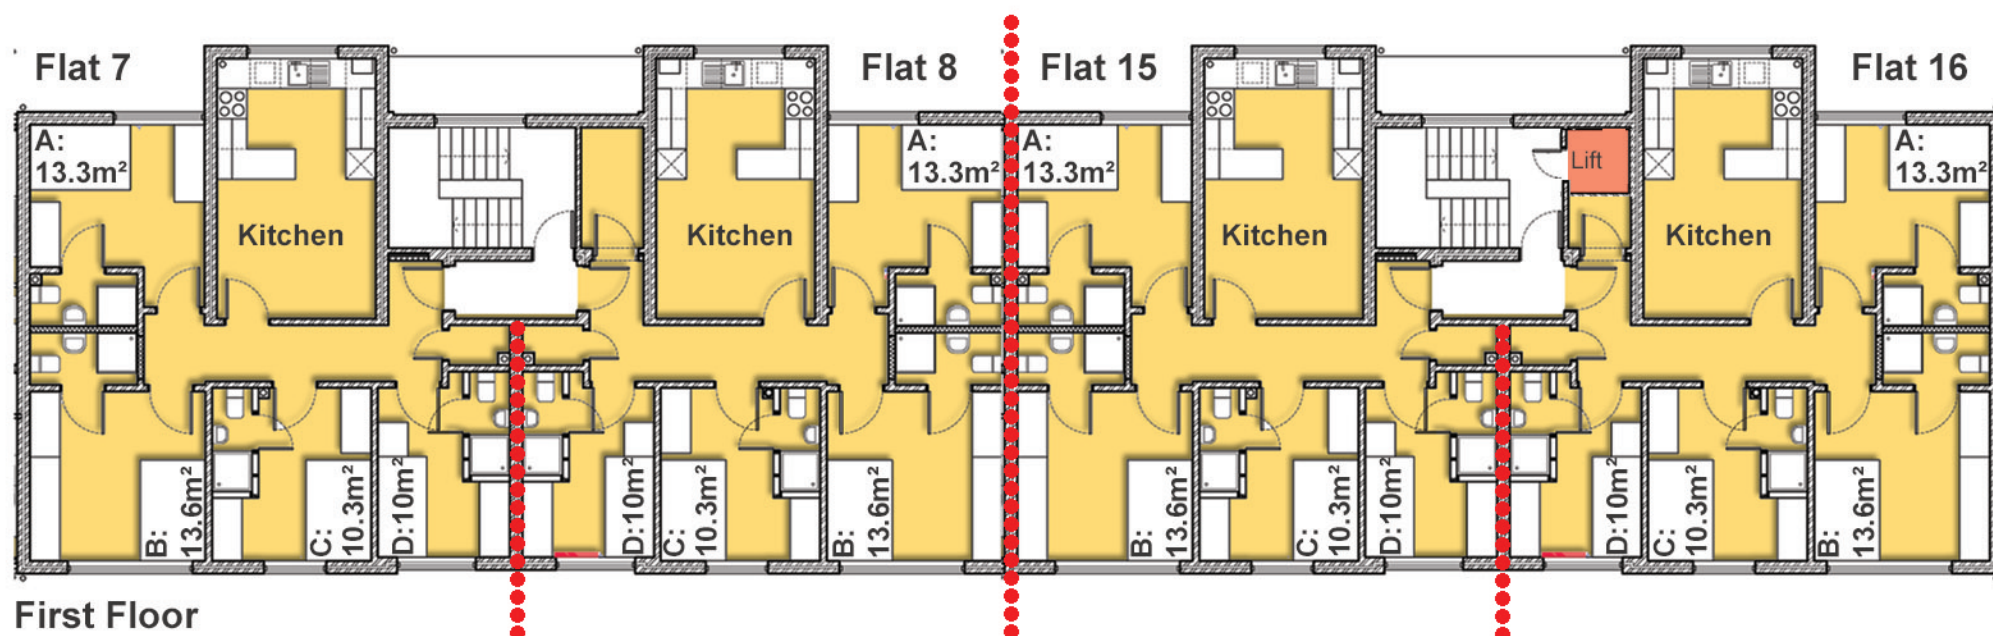 Flat 7
Flat 8
Flat 15
Flat 16
A:
13.3m²
A:
13.3m²
A:
13.3m²
A:
13.3m²
Lift
Kitchen
Kitchen
Kitchen
Kitchen
B:
13.6m²
C:
10.3m²
D:10m²
D:10m²
C:
10.3m²
B:
13.6m²
B:
13.6m²
C:
10.3m²
D:10m²
D:10m²
C:
10.3m²
B:
13.6m²
First Floor